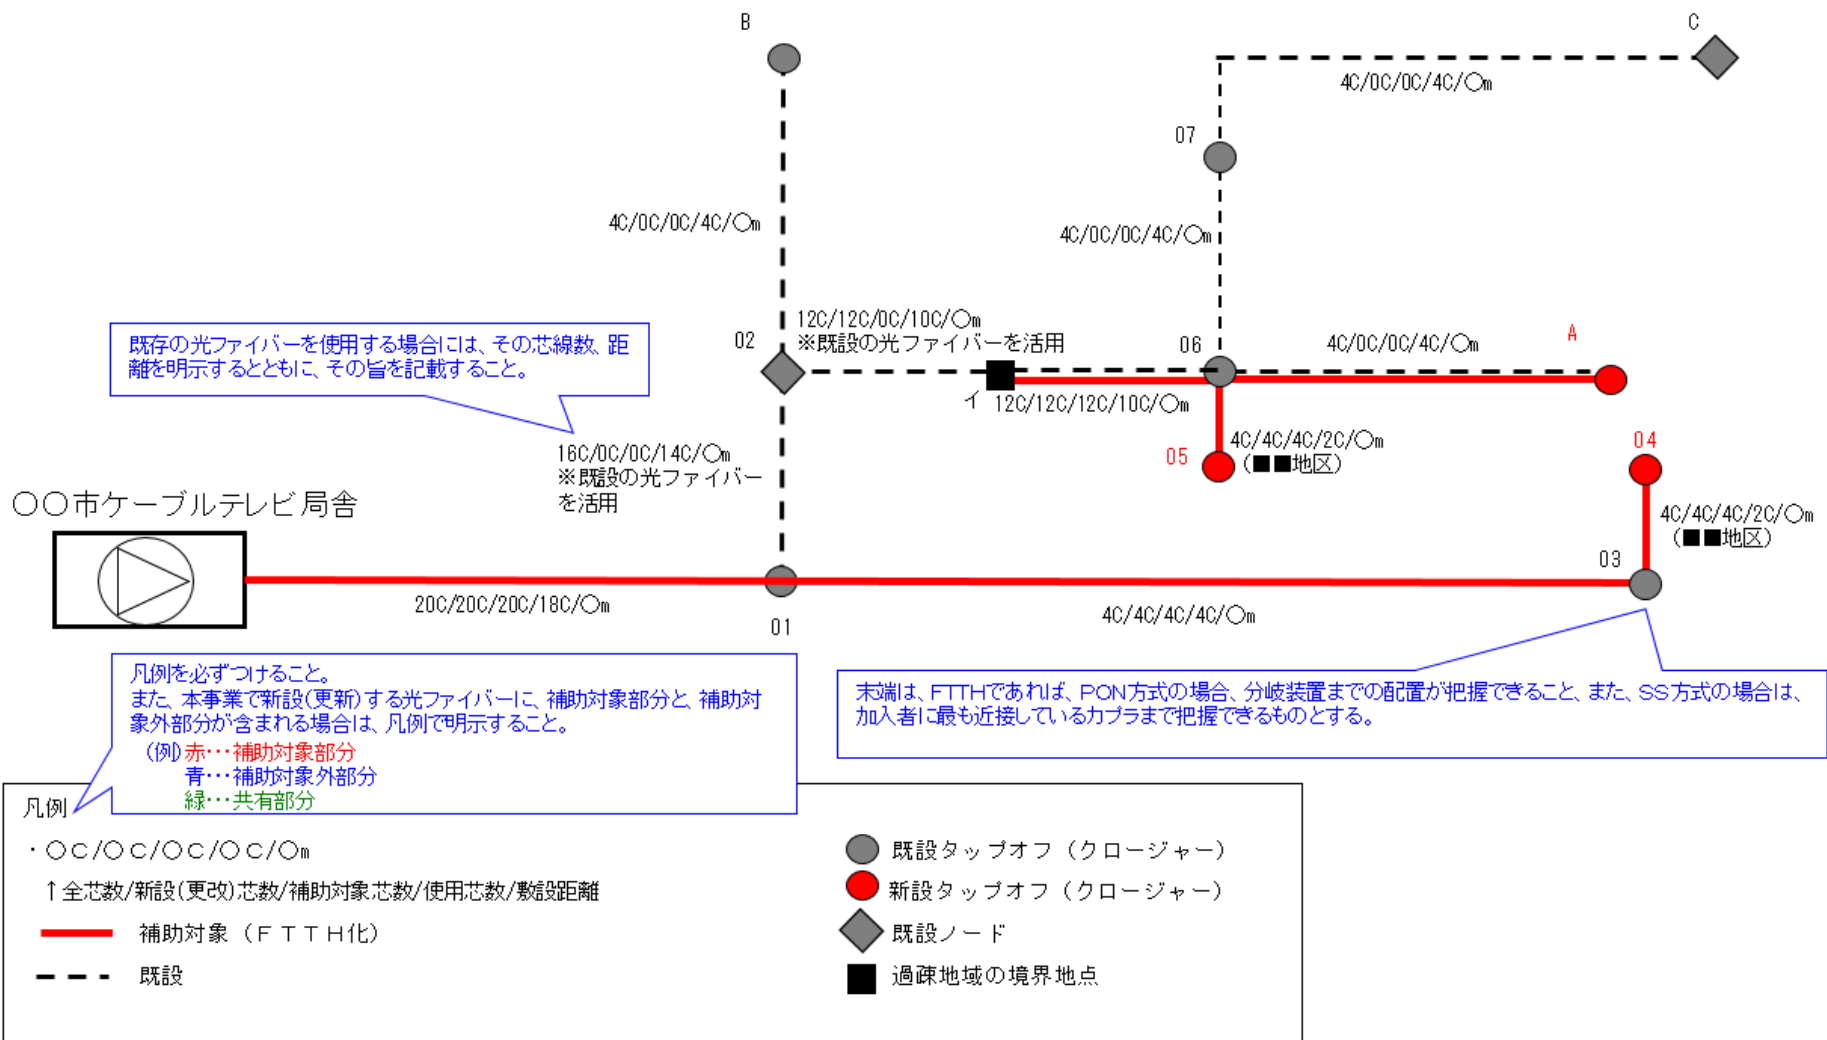 B
C
4C/0C/0C/4C/○m
07
4C/0C/0C/4C/○m
4C/0C/0C/4C/○m
既存の光ファイバーを使用する場合には、その芯線数、距
離を明示するとともに、その旨を記載すること。
02
12C/12C/0C/10C/○m
※既設の光ファイバーを活用
06
4C/0C/0C/4C/○m
A
イ
12C/12C/12C/10C/○m
16C/0C/0C/14C/○m
※既設の光ファイバー
を活用
05
4C/4C/4C/2C/○m
(■■地区)
04
4C/4C/4C/2C/○m
(■■地区)
○○市ケーブルテレビ局舎
03
20C/20C/20C/18C/○m
01
4C/4C/4C/4C/○m
凡例を必ずつけること。
また、本事業で新設(更新)する光ファイバーに、補助対象部分と、補助対
象外部分が含まれる場合は、凡例で明示すること。
(例)赤…補助対象部分
青…補助対象外部分
緑…共有部分
末端は、FTTHであれば、PON方式の場合、分岐装置までの配置が把握できること、また、SS方式の場合は、
加入者に最も近接しているカプラまで把握できるものとする。
凡例
・○C/○C/○C/○C/○m
↑全芯数/新設(更改)芯数/補助対象芯数/使用芯数/敷設距離
補助対象（ＦＴＴＨ化）
既設
既設タップオフ（クロージャー）
新設タップオフ（クロージャー）
既設ノード
過疎地域の境界地点